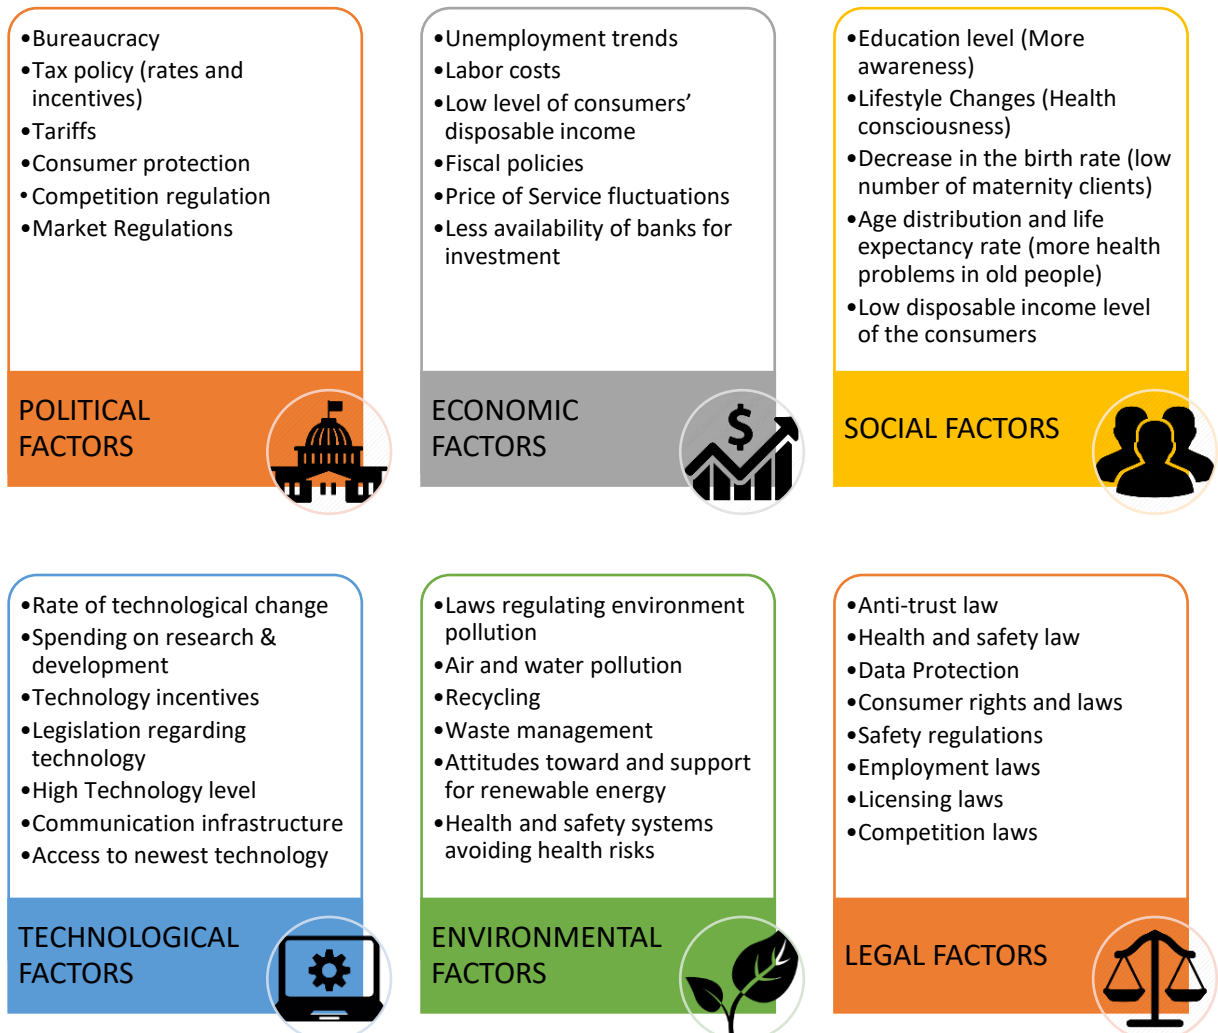 •Bureaucracy
•Tax policy (rates and
incentives)
•Tariffs
•Consumer protection
•Competition regulation
•Market Regulations
POLITICAL
FACTORS
•Unemployment trends
•Labor costs
•Low level of consumers’
disposable income
•Fiscal policies
•Price of Service fluctuations
•Less availability of banks for
investment
ECONOMIC
FACTORS
$
•Education level (More
awareness)
•Lifestyle Changes (Health
consciousness)
•Decrease in the birth rate (low
number of maternity clients)
•Age distribution and life
expectancy rate (more health
problems in old people)
•Low disposable income level
of the consumers
SOCIAL FACTORS
•Rate of technological change
•Spending on research &
development
•Technology incentives
•Legislation regarding
technology
•High Technology level
•Communication infrastructure
•Access to newest technology
TECHNOLOGICAL
FACTORS
•Laws regulating environment
pollution
•Air and water pollution
•Recycling
•Waste management
•Attitudes toward and support
for renewable energy
•Health and safety systems
avoiding health risks
ENVIRONMENTAL
FACTORS
•Anti-trust law
•Health and safety law
•Data Protection
•Consumer rights and laws
•Safety regulations
•Employment laws
•Licensing laws
•Competition laws
LEGAL FACTORS